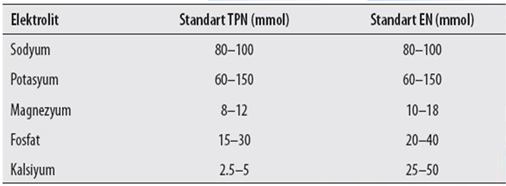 Elektrolit Standart TPN (mmol) Standart EN (mmol)
Sodyum 80–100 80–100
Potasyum 60–150 60–150
Magnezyum 8–12 10–18
Fosfat 15–30 20–40
Kalsiyum 2.5–5 25–50